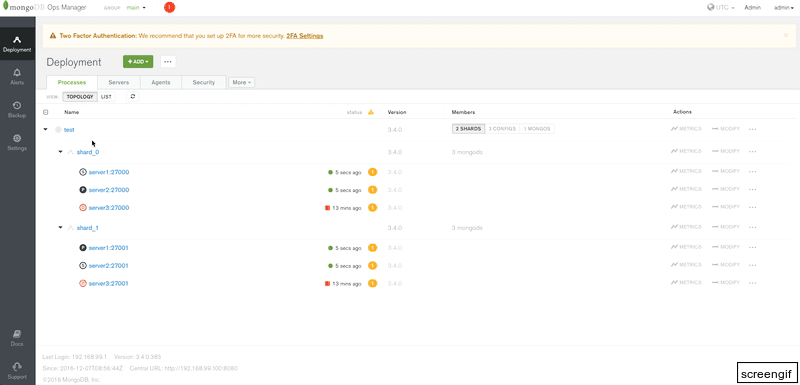 mongoDB Ops Manager GROUP main 1 UTC Admin admin
Two Factor Authentication: We recommend that you set up 2FA for more security. 2FA Settings
Deployment
Alerts
Backup
Settings
Docs
Support
Deployment + ADD ...
Processes Servers Agents Security More
VIEW: TOPOLOGY LIST
Name status Version Members Actions
test 3.4.0 2 SHARDS 3 CONFIGS 1 MONGOS METRICS MODIFY ...
shard_0 3.4.0 3 mongods METRICS MODIFY ...
S server1:27000 5 secs ago 1 3.4.0 METRICS MODIFY ...
P server2:27000 5 secs ago 1 3.4.0 METRICS MODIFY ...
server3:27000 13 mins ago 1 3.4.0 METRICS MODIFY ...
shard_1 3.4.0 3 mongods METRICS MODIFY ...
P server1:27001 5 secs ago 1 3.4.0 METRICS MODIFY ...
S server2:27001 5 secs ago 1 3.4.0 METRICS MODIFY ...
server3:27001 13 mins ago 1 3.4.0 METRICS MODIFY ...
Last Login: 192.168.99.1 Version: 3.4.0.383
Since: 2016-12-07T08:56:44Z Central URL: http://192.168.99.100:8080
©2016 MongoDB, Inc.
screengif